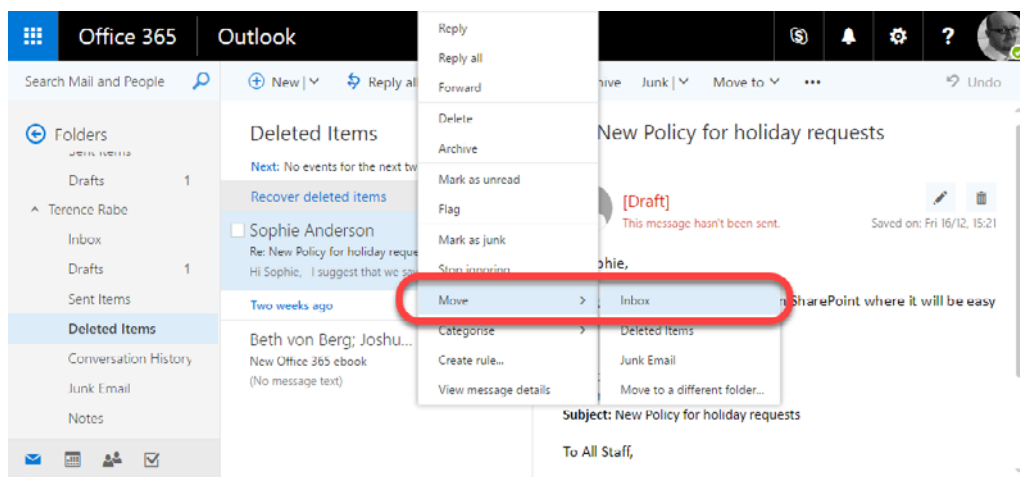 Office 365
Outlook
Search Mail and People
New
Reply all
Junk
Move to
Undo
Folders
Sent Items
Drafts 1
Terence Rabe
Inbox
Drafts 1
Sent Items
Deleted Items
Conversation History
Junk Email
Notes
Deleted Items
Next: No events for the next
Recover deleted items
Sophie Anderson
Re: New Policy for holiday
Hi Sophie, I suggest that we
Two weeks ago
Beth von Berg; Joshu...
New Office 365 ebook
(No message text)
Reply
Reply all
Forward
Delete
Archive
Mark as unread
Flag
Mark as junk
Stop ignoring
Move
Categorise
Create rule...
View message details
Inbox
Deleted Items
Junk Email
Move to a different folder...
New Policy for holiday requests
[Draft]
This message hasn't been sent.
Saved on: Fri 16/12, 15:21
SharePoint where it will be easy
Subject: New Policy for holiday requests
To All Staff,